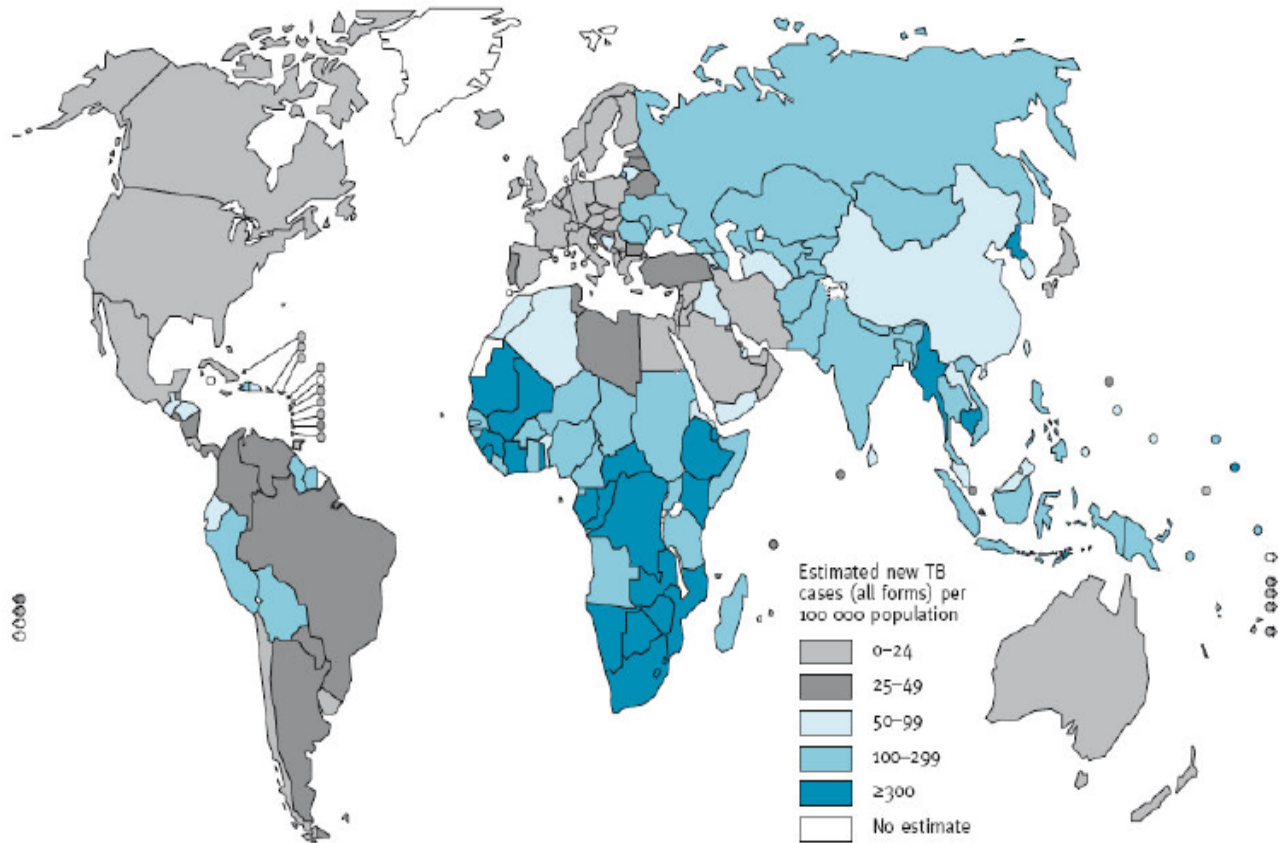 Estimated new TB
cases (all forms) per
100 000 population
0–24
25–49
50–99
100–299
≥300
No estimate